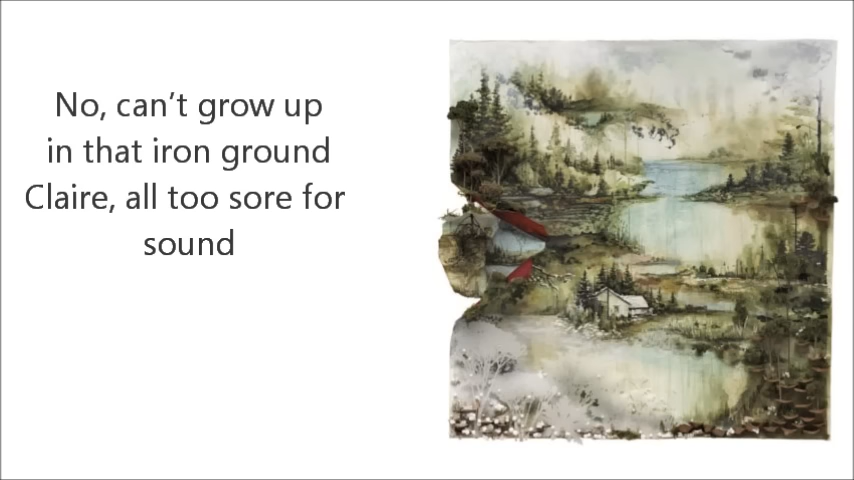 No, can’t grow up
in that iron ground
Claire, all too sore for
sound